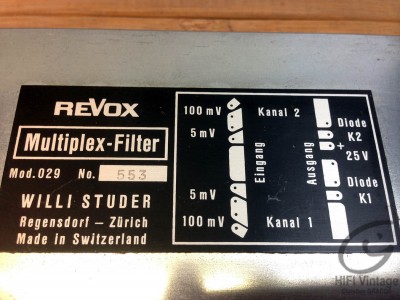 REVOX
Multiplex-Filter
Mod.029 No. 553
WILLI STUDER
Regensdorf – Zürich
Made in Switzerland
100 mV
5 mV
5 mV
100 mV
Kanal 2
Eingang
Kanal 1
Ausgang
Diode
K2
+
25 V
Diode
K1
HIFI Vintage